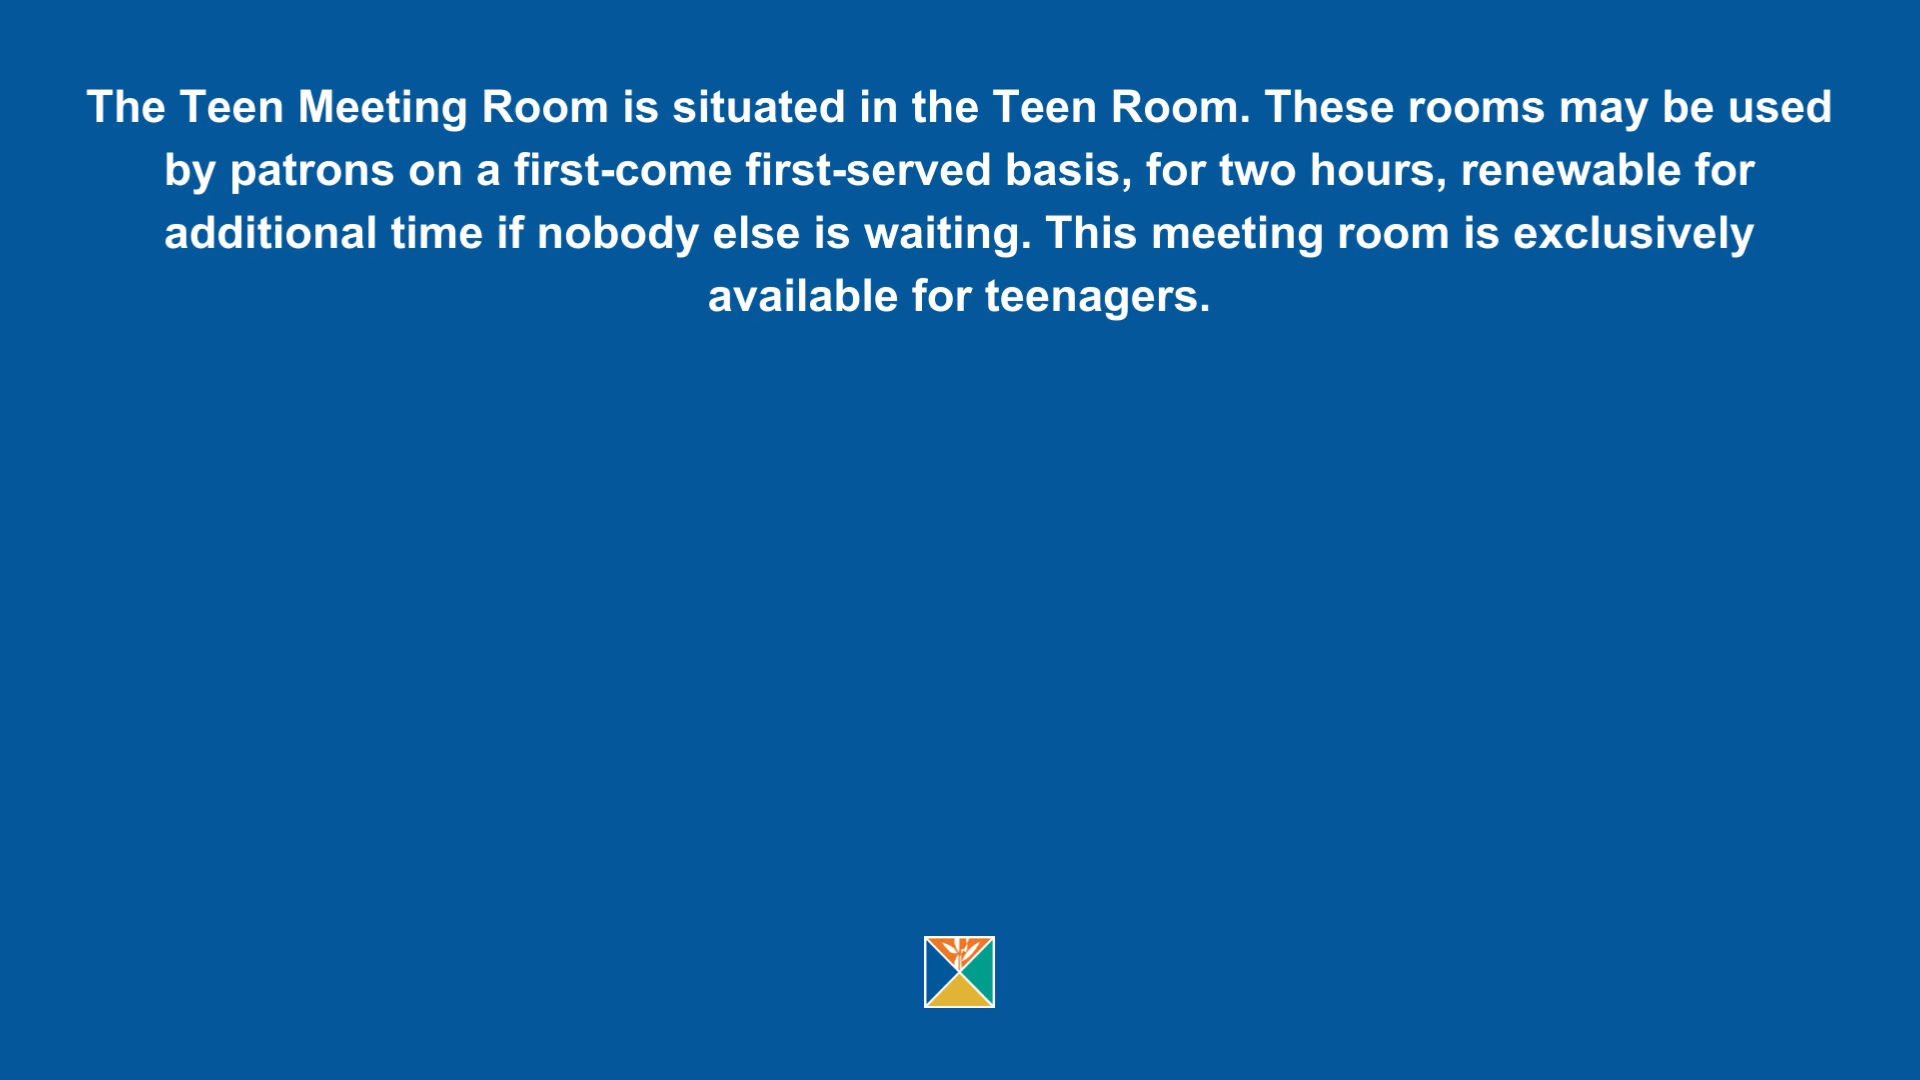 The Teen Meeting Room is situated in the Teen Room. These rooms may be used
by patrons on a first-come first-served basis, for two hours, renewable for
additional time if nobody else is waiting. This meeting room is exclusively
available for teenagers.